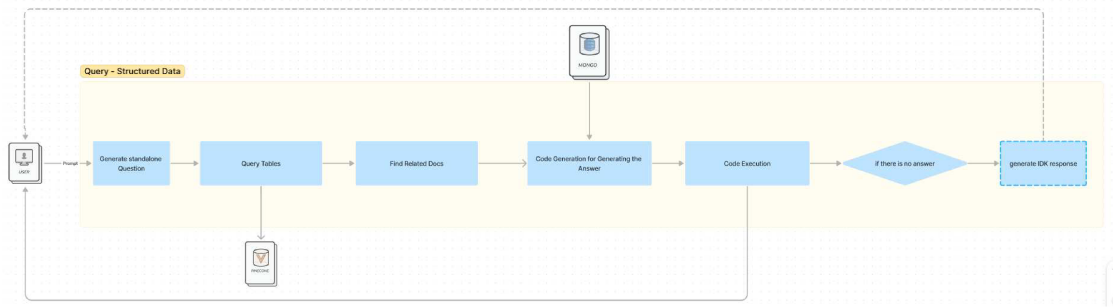 MONGO
Query - Structured Data
USER
Prompt
Generate standalone
Question
Query Tables
Find Related Docs
Code Generation for Generating the
Answer
Code Execution
if there is no answer
generate IDK response
PINECONE